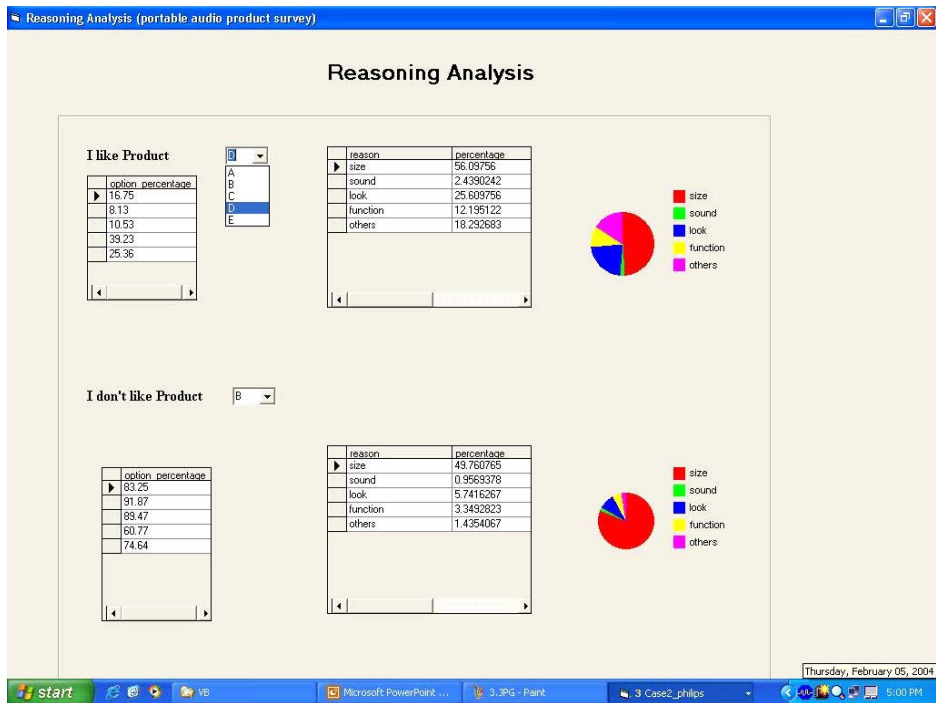 Reasoning Analysis (portable audio product survey)
Reasoning Analysis
I like Product
D
A
B
C
D
E
option_percentage
16.75
8.13
10.53
39.23
25.36
reason percentage
size 56.09756
sound 2.4390242
look 25.609756
function 12.195122
others 18.292683
size
sound
look
function
others
I don't like Product
B
option_percentage
83.25
91.87
89.47
60.77
74.64
reason percentage
size 49.760765
sound 0.9569378
look 5.7416267
function 3.3492823
others 1.4354067
size
sound
look
function
others
Thursday, February 05, 2004
start
VB
Microsoft PowerPoint ...
3.JPG - Paint
3 Case2_philips
5:00 PM